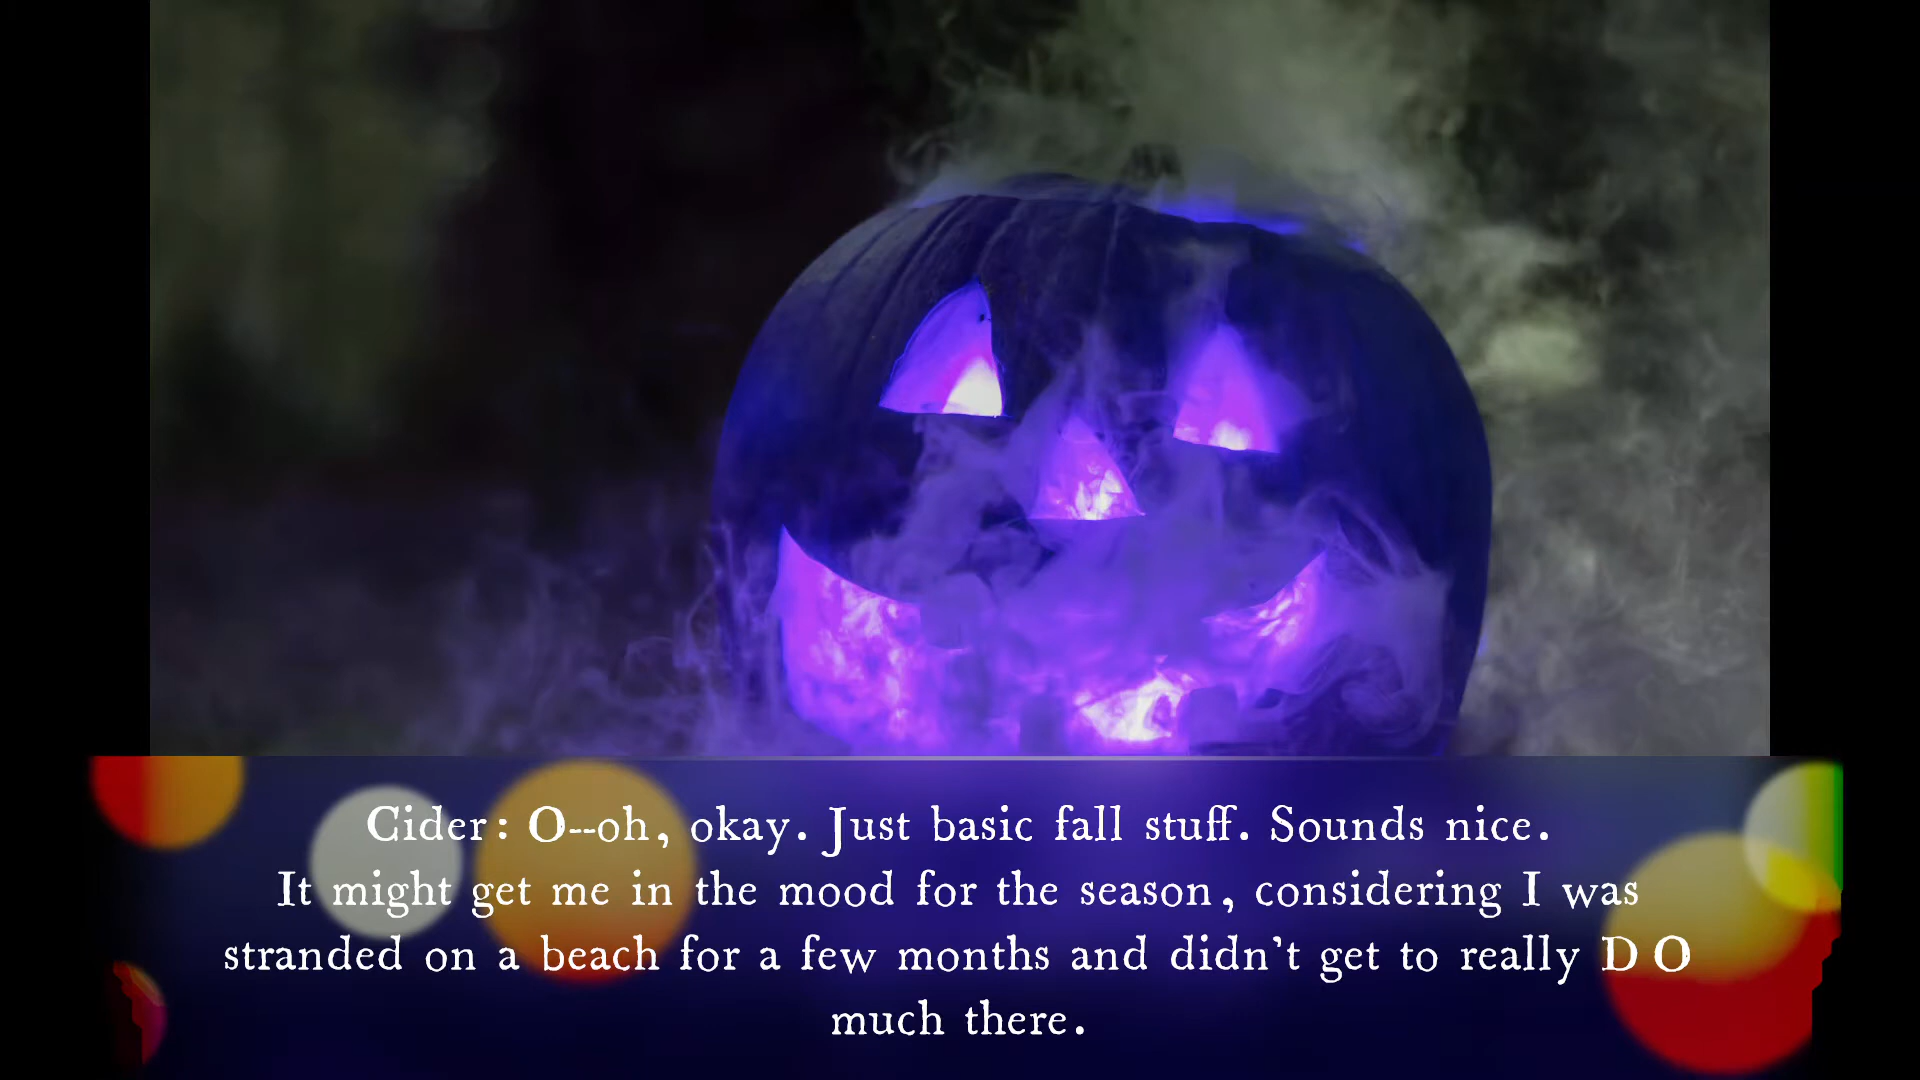 Cider: O--oh, okay. Just basic fall stuff. Sounds nice.
It might get me in the mood for the season, considering I was
stranded on a beach for a few months and didn't get to really DO
much there.